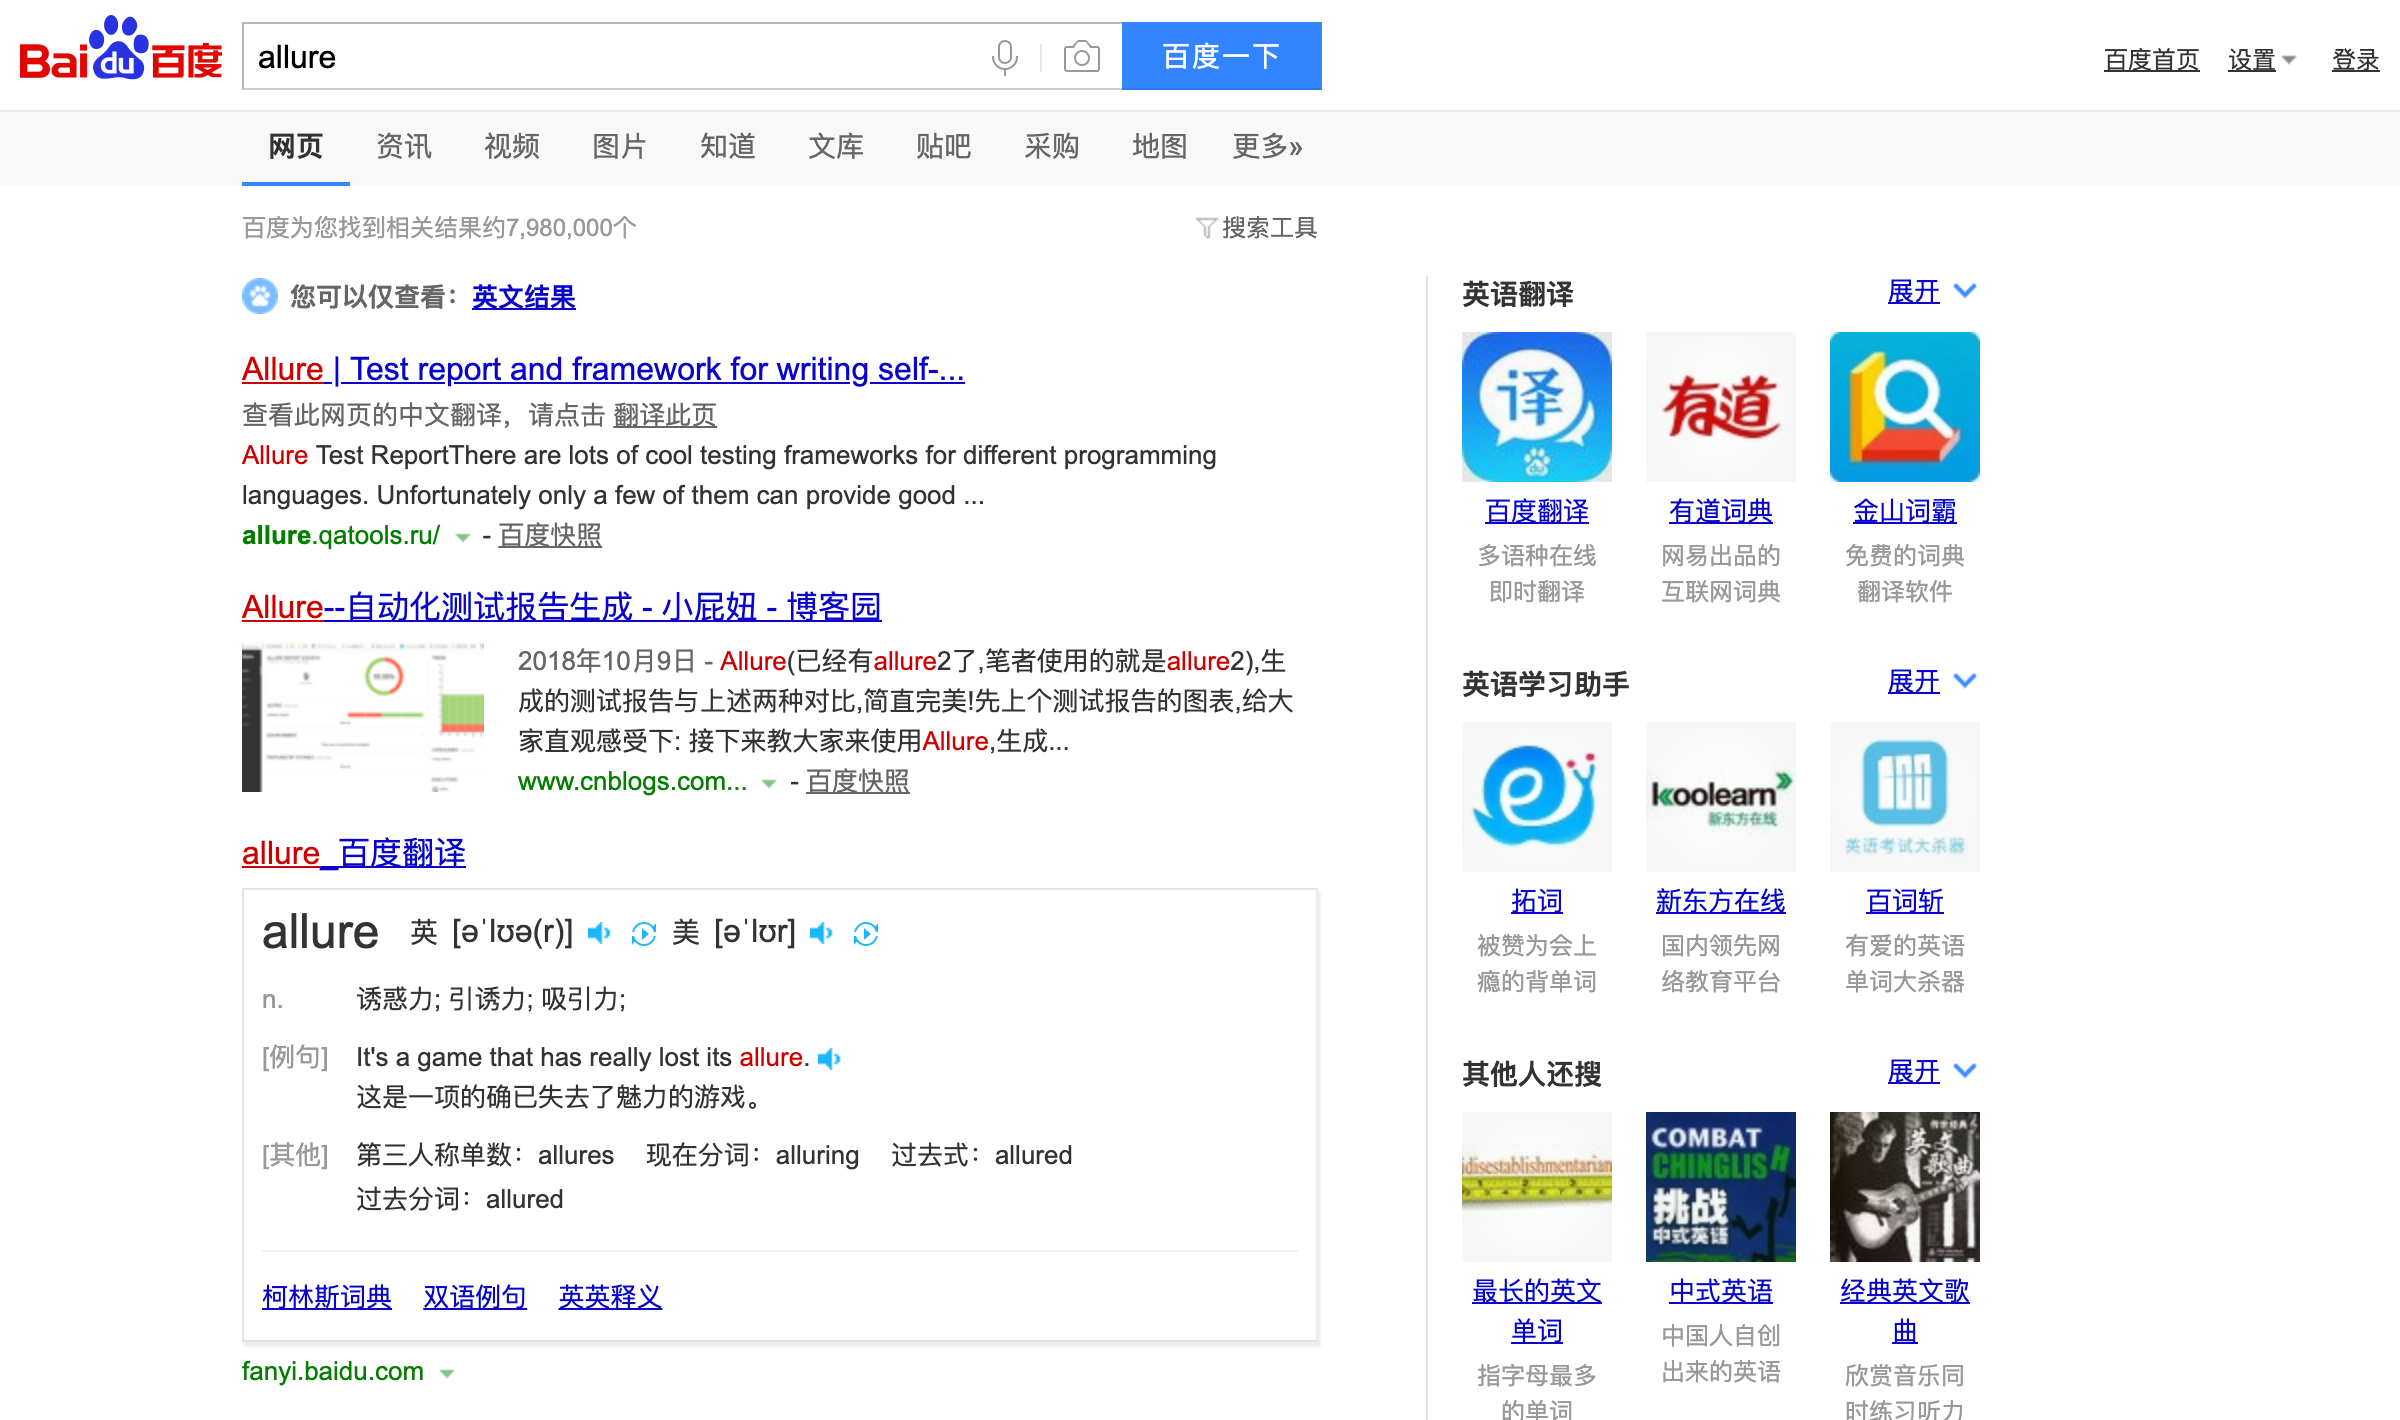 Baidu百度
allure
百度一下
百度首页 设置 登录
网页 资讯 视频 图片 知道 文库 贴吧 采购 地图 更多»
百度为您找到相关结果约7,980,000个
搜索工具
您可以仅查看：英文结果
Allure | Test report and framework for writing self-...
查看此网页的中文翻译，请点击 翻译此页
Allure Test ReportThere are lots of cool testing frameworks for different programming
languages. Unfortunately only a few of them can provide good ...
allure.qatools.ru/ - 百度快照
Allure--自动化测试报告生成 - 小屁妞 - 博客园
2018年10月9日 - Allure(已经有allure2了,笔者使用的就是allure2),生
成的测试报告与上述两种对比,简直完美!先上个测试报告的图表,给大
家直观感受下: 接下来教大家来使用Allure,生成...
www.cnblogs.com... - 百度快照
allure_百度翻译
allure 英 [əˈlʊə(r)] 美 [əˈlʊr]
n. 诱惑力; 引诱力; 吸引力;
[例句] It's a game that has really lost its allure.
这是一项的确已失去了魅力的游戏。
[其他] 第三人称单数：allures 现在分词：alluring 过去式：allured
过去分词：allured
柯林斯词典 双语例句 英英释义
fanyi.baidu.com
英语翻译 展开
译 有道
du
百度翻译 有道词典 金山词霸
多语种在线 网易出品的 免费的词典
即时翻译 互联网词典 翻译软件
英语学习助手 展开
koolearn
新东方在线
英语考试大杀器
拓词 新东方在线 百词斩
被赞为会上 国内领先网 有爱的英语
瘾的背单词 络教育平台 单词大杀器
其他人还搜 展开
idisestablishmentarian
COMBAT
CHINGLISH
挑战
中式英语
传世经典
英文
歌曲
最长的英文 中式英语 经典英文歌
单词 中国人自创 曲
指字母最多 出来的英语 欣赏音乐同
的单词 时练习听力